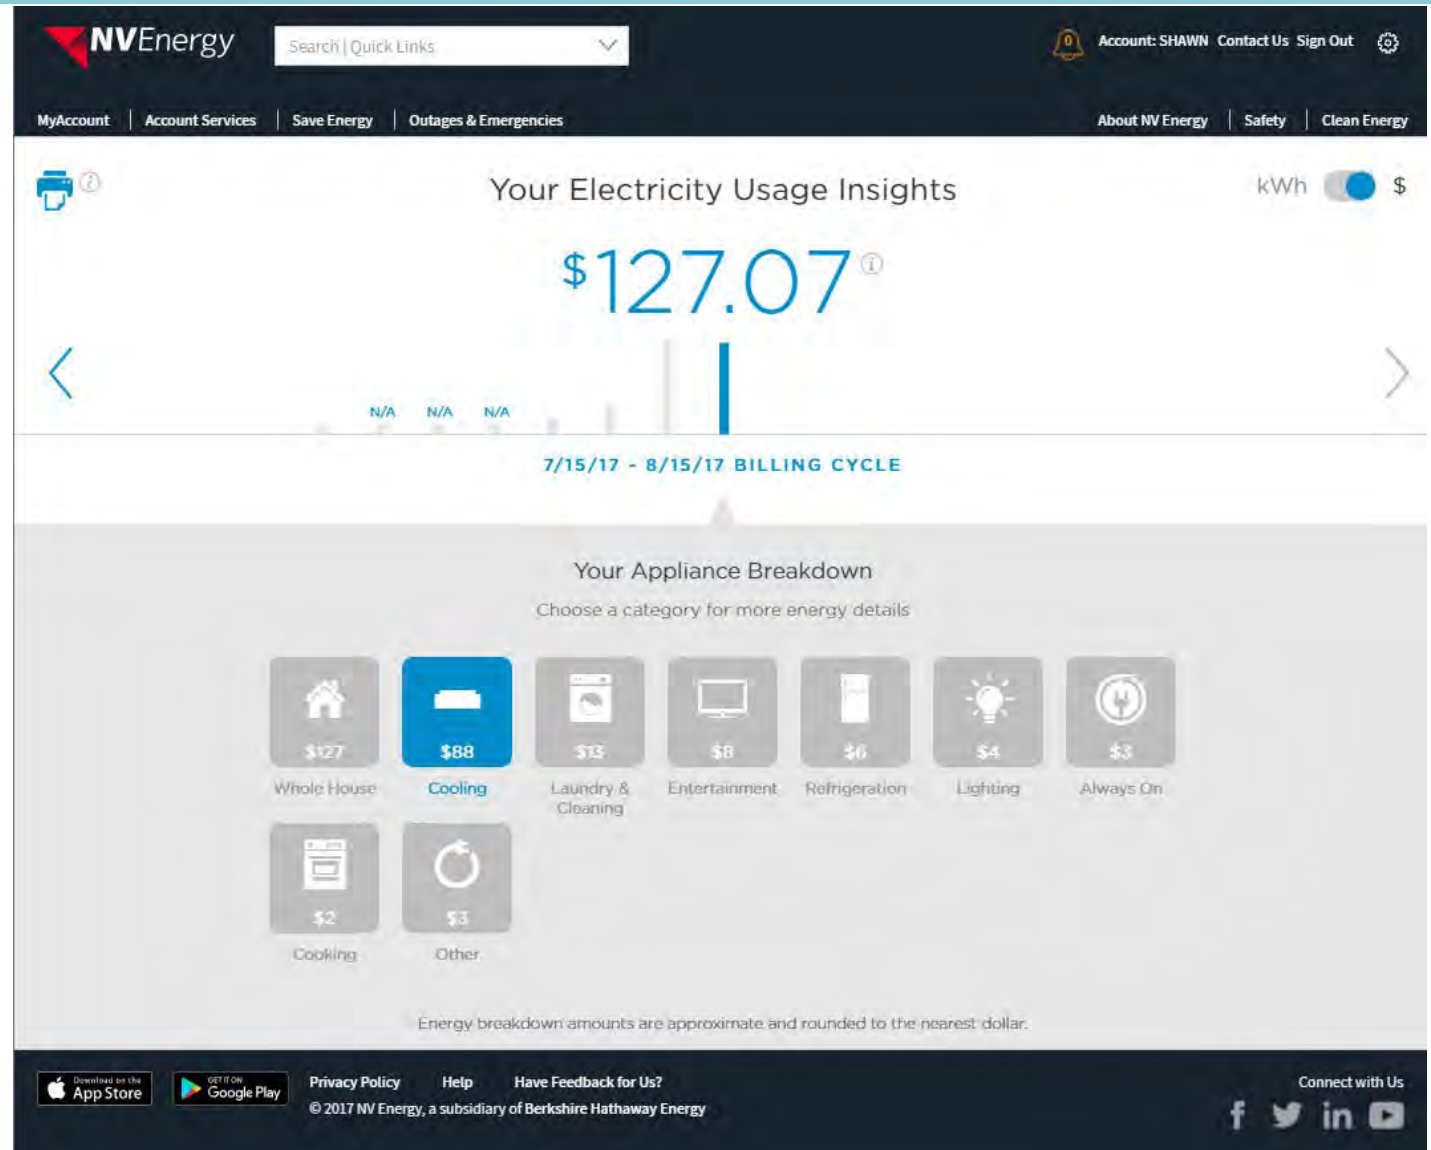 NVEnergy
Search | Quick Links
0
Account: SHAWN Contact Us Sign Out
MyAccount | Account Services | Save Energy | Outages & Emergencies
About NV Energy | Safety | Clean Energy
Your Electricity Usage Insights
kWh $
$127.07
N/A N/A N/A
7/15/17 - 8/15/17 BILLING CYCLE
Your Appliance Breakdown
Choose a category for more energy details
$127 $88 $13 $8 $6 $4 $3
Whole House Cooling Laundry & Entertainment Refrigeration Lighting Always On
Cleaning
$2 $3
Cooking Other
Energy breakdown amounts are approximate and rounded to the nearest dollar.
Download on the
App Store
GET IT ON
Google Play
Privacy Policy Help Have Feedback for Us?
© 2017 NV Energy, a subsidiary of Berkshire Hathaway Energy
Connect with Us